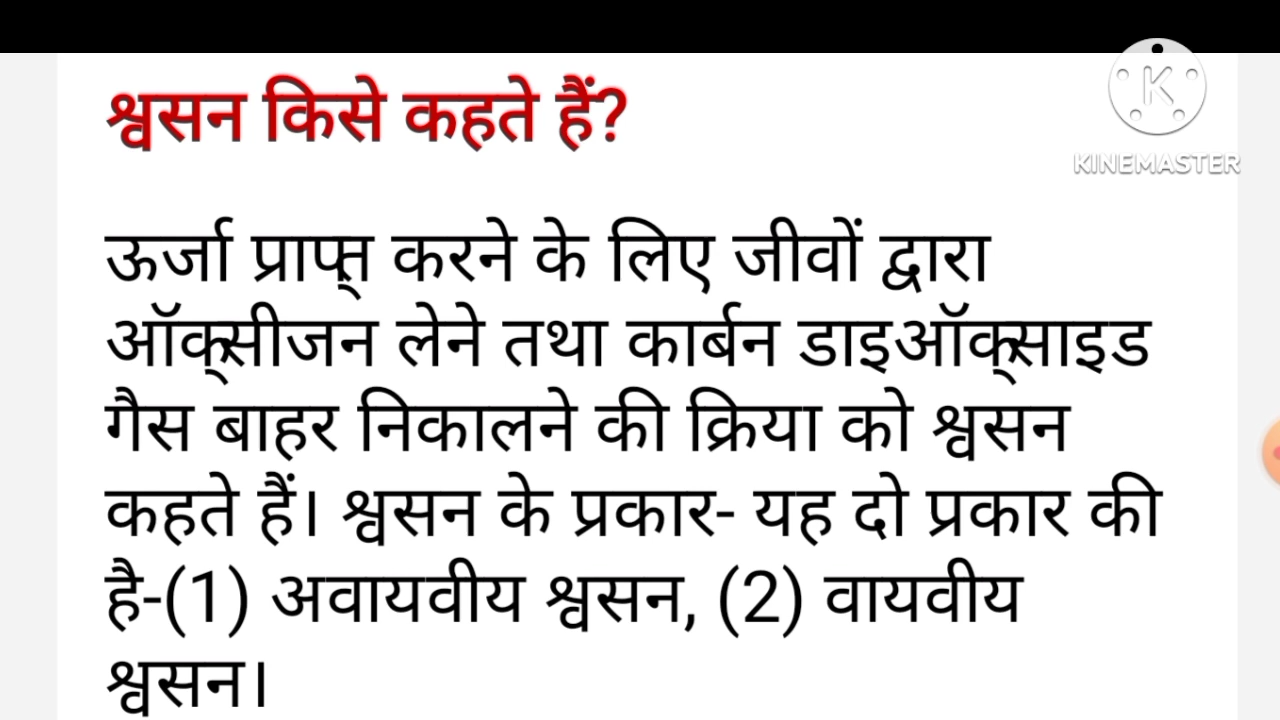 श्वसन किसे कहते हैं?
KINEMASTER
ऊर्जा प्राप्त् करने के लिए जीवों द्वारा
ऑक्सीजन लेने तथा कार्बन डाइऑक्साइड
गैस बाहर निकालने की क्रिया को श्वसन
कहते हैं। श्वसन के प्रकार- यह दो प्रकार की
है-(1) अवायवीय श्वसन, (2) वायवीय
श्वसन।